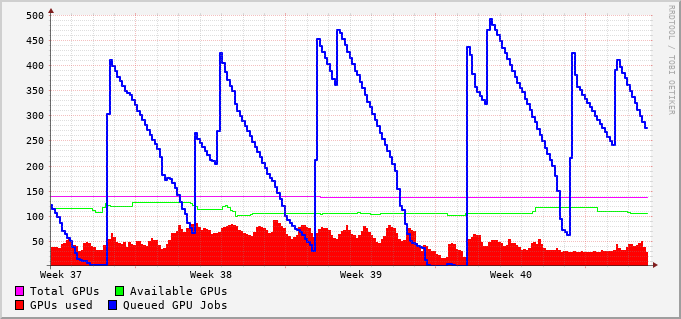 500
450
400
350
300
250
200
150
100
50
Week 37 Week 38 Week 39 Week 40
Total GPUs Available GPUs
GPUs used Queued GPU Jobs
RRDTOOL / TOBI OETIKER